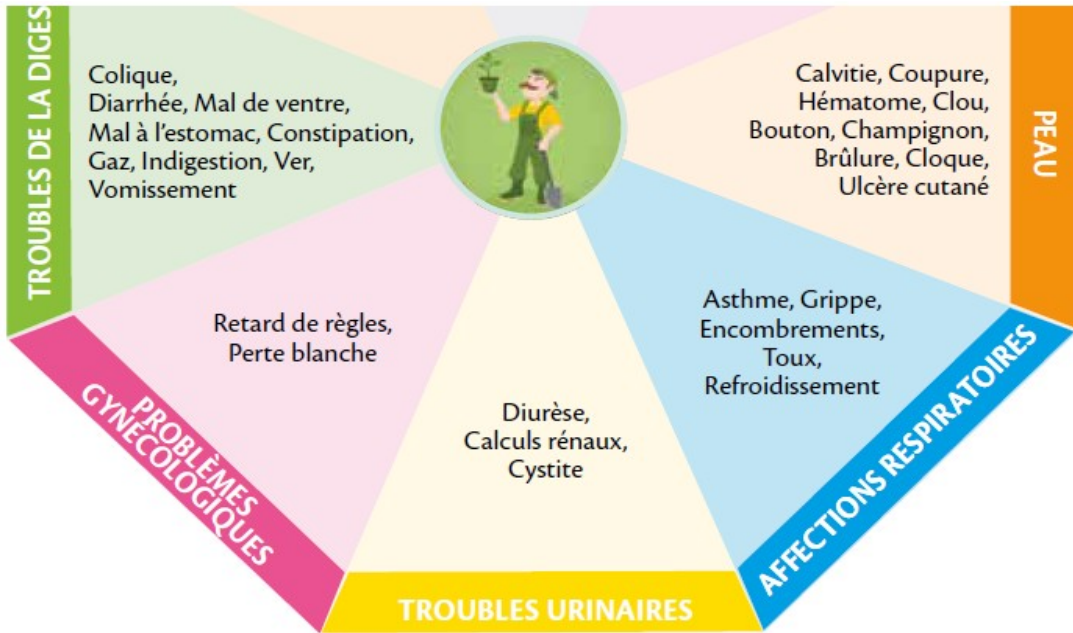 TROUBLES DE LA DIGES
Colique,
Diarrhée, Mal de ventre,
Mal à l'estomac, Constipation,
Gaz, Indigestion, Ver,
Vomissement
Calvitie, Coupure,
Hématome, Clou,
Bouton, Champignon,
Brûlure, Cloque,
Ulcère cutané
PEAU
Retard de règles,
Perte blanche
PROBLÈMES
GYNÉCOLOGIQUES
Diurèse,
Calculs rénaux,
Cystite
TROUBLES URINAIRES
Asthme, Grippe,
Encombrements,
Toux,
Refroidissement
AFFECTIONS RESPIRATOIRES